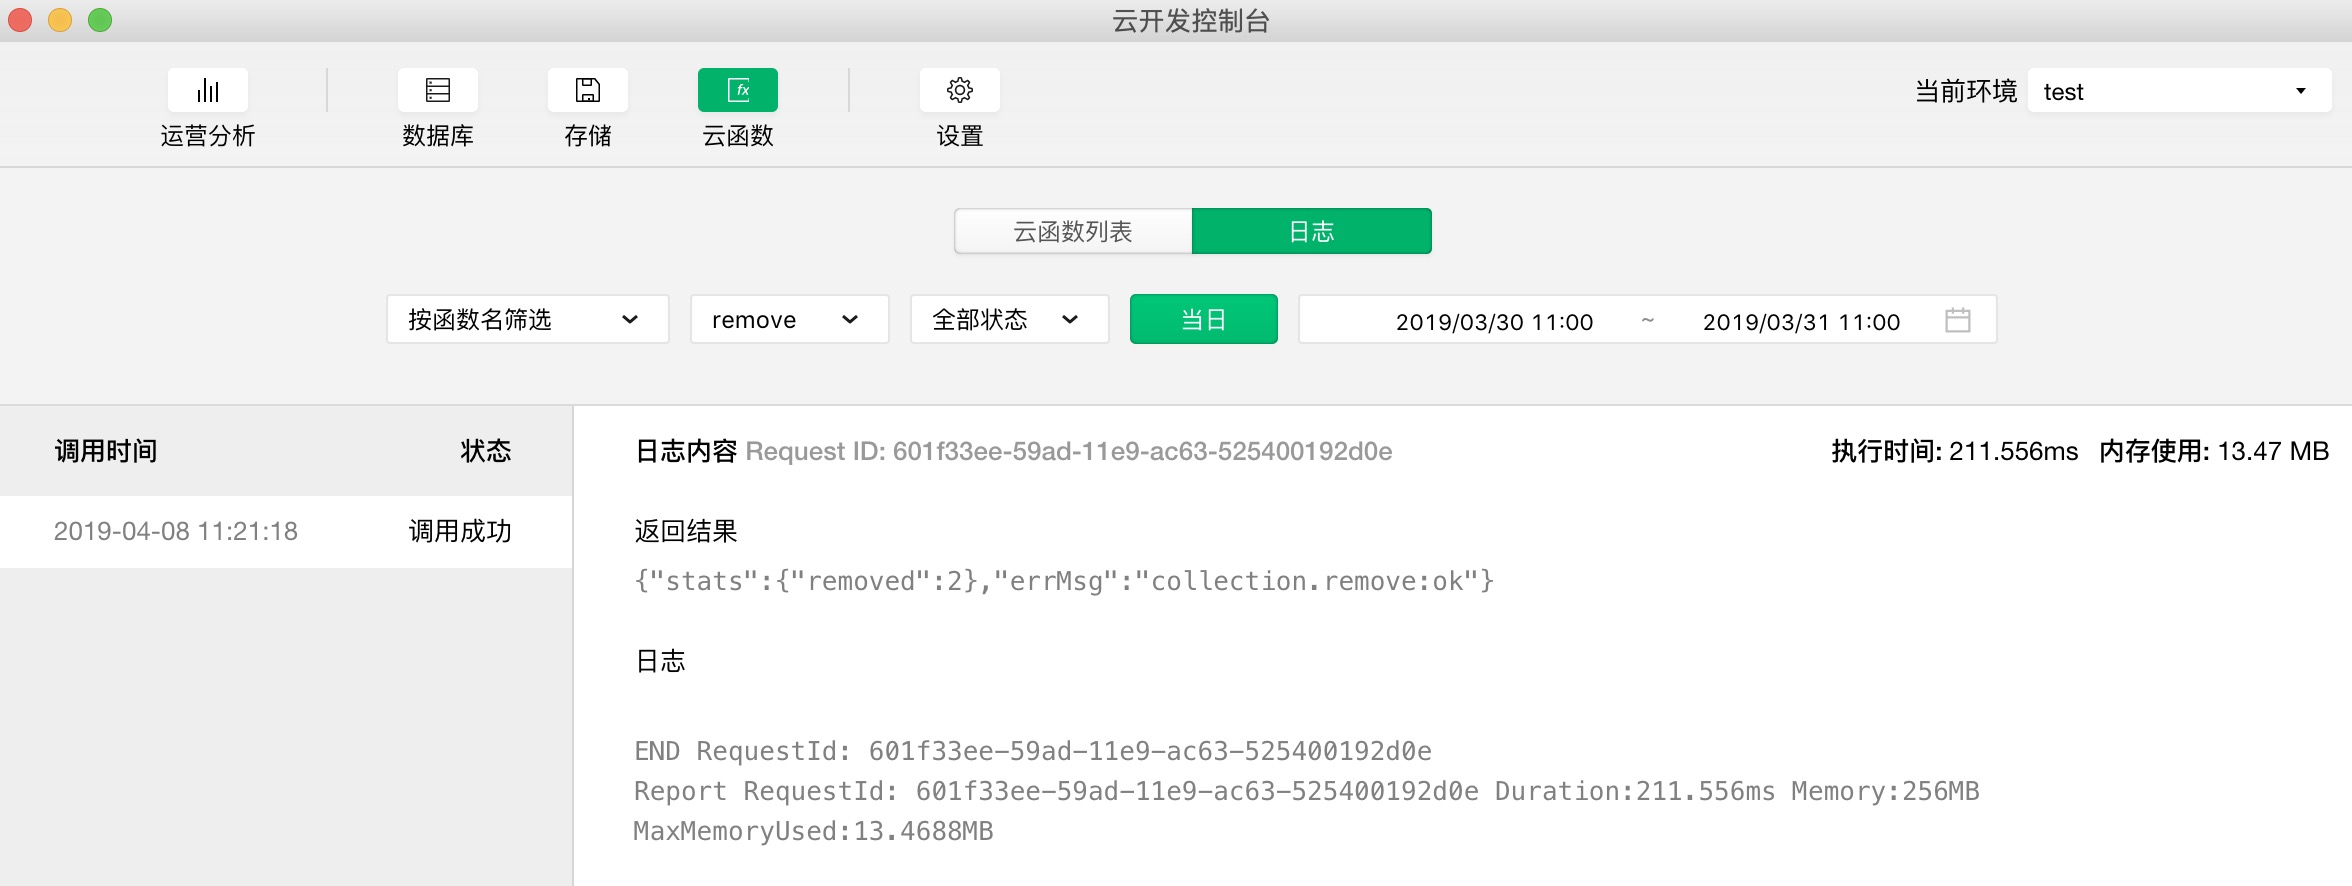 云开发控制台
运营分析
数据库
存储
fx
云函数
设置
当前环境 test
云函数列表 日志
按函数名筛选 remove 全部状态 当日 2019/03/30 11:00 ~ 2019/03/31 11:00
调用时间 状态
2019-04-08 11:21:18 调用成功
日志内容 Request ID: 601f33ee-59ad-11e9-ac63-525400192d0e 执行时间: 211.556ms 内存使用: 13.47 MB
返回结果
{"stats":{"removed":2},"errMsg":"collection.remove:ok"}
日志
END RequestId: 601f33ee-59ad-11e9-ac63-525400192d0e
Report RequestId: 601f33ee-59ad-11e9-ac63-525400192d0e Duration:211.556ms Memory:256MB
MaxMemoryUsed:13.4688MB